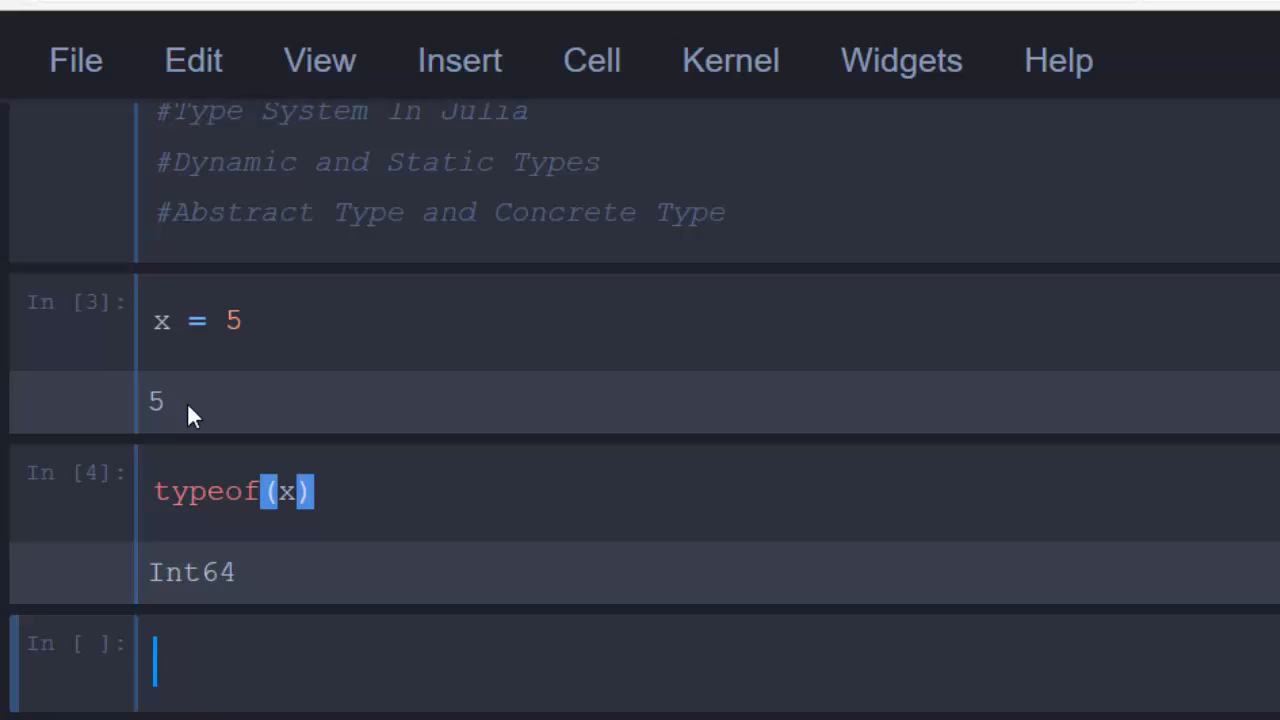 File Edit View Insert Cell Kernel Widgets Help
#Type System In Julia
#Dynamic and Static Types
#Abstract Type and Concrete Type
In [3]: x = 5
5
In [4]: typeof(x)
Int64
In [ ]: